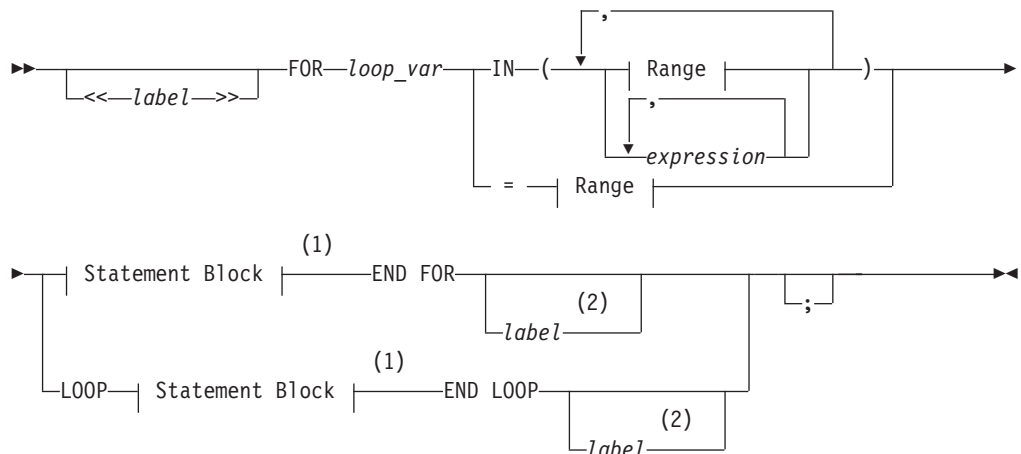 ,
FOR loop_var IN ( Range )
<< label >>
,
expression
= Range
(1)
Statement Block END FOR
(2)
label
;
(1)
LOOP Statement Block END LOOP
(2)
label